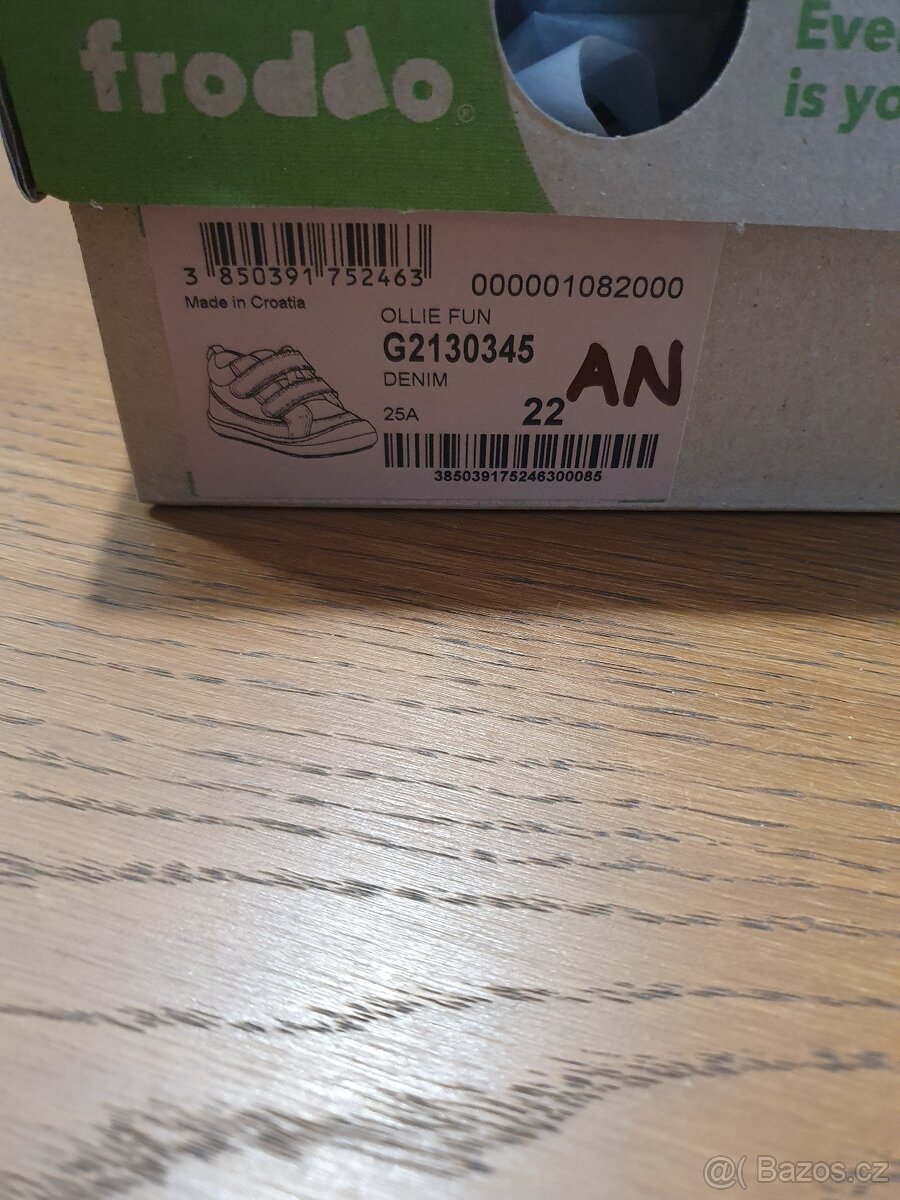 froddo®
Eve
is yo
3 850391 752463
000001082000
Made in Croatia
OLLIE FUN
G2130345
DENIM
25A
22
AN
385039175246300085
@( Bazos.cz